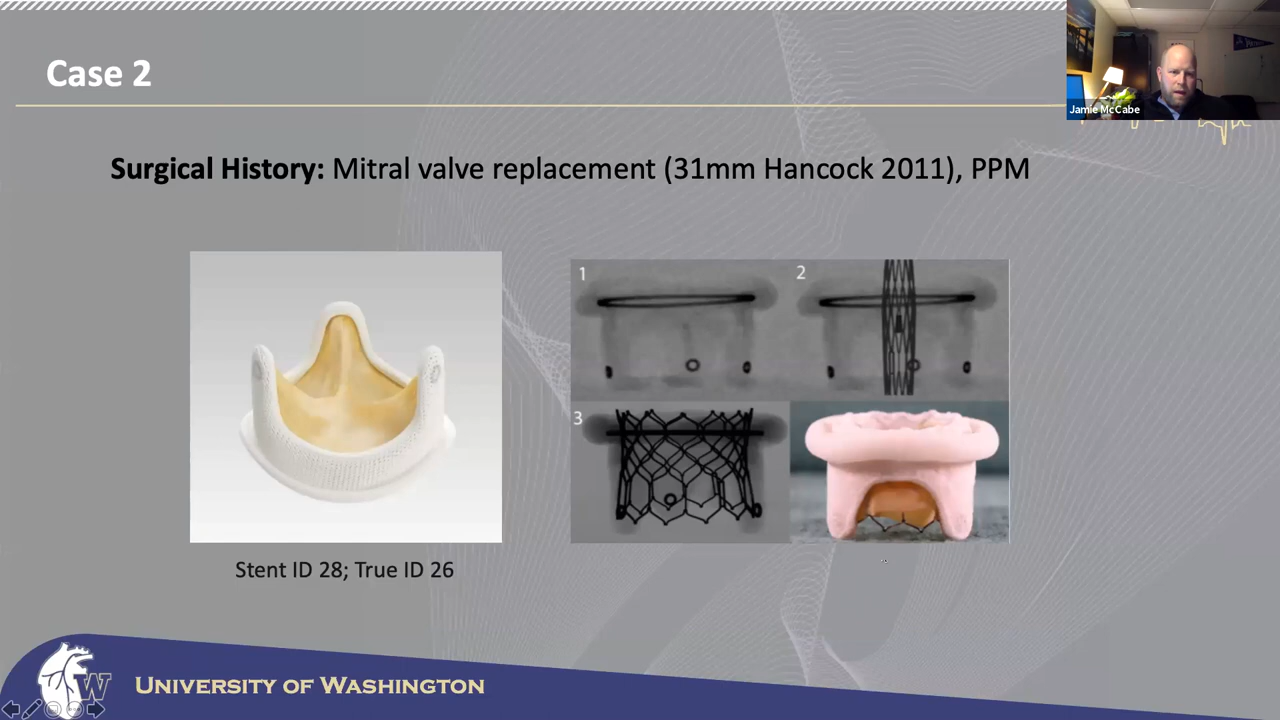 Case 2
Jamie McCabe
Surgical History: Mitral valve replacement (31mm Hancock 2011), PPM
1
2
3
Stent ID 28; True ID 26
W
UNIVERSITY OF WASHINGTON